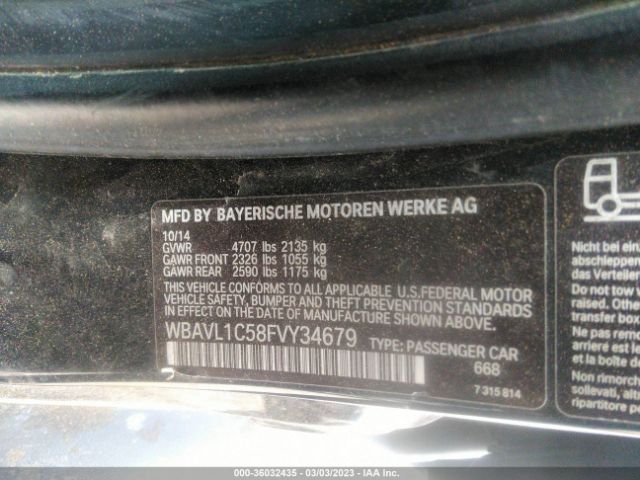 MFD BY BAYERISCHE MOTOREN WERKE AG
10/14
GVWR 4707 lbs 2135 kg
GAWR FRONT 2326 lbs 1055 kg
GAWR REAR 2590 lbs 1175 kg
THIS VEHICLE CONFORMS TO ALL APPLICABLE U.S.FEDERAL MOTOR
VEHICLE SAFETY, BUMPER AND THEFT PREVENTION STANDARDS
IN EFFECT ON THE DATE OF MANUFACTURE SHOWN ABOVE.
WBAVL1C58FVY34679 TYPE: PASSENGER CAR
668
7 315 814
Nicht bei ein
abschleppen
das Verteile
Do not tow
raised. Othe
transfer box
Ne pas remo
arrière est s
et la boîte de
Non rimorc
sollevati, alt
ripartitore p
000-36032435 - 03/03/2023 - IAA Inc.